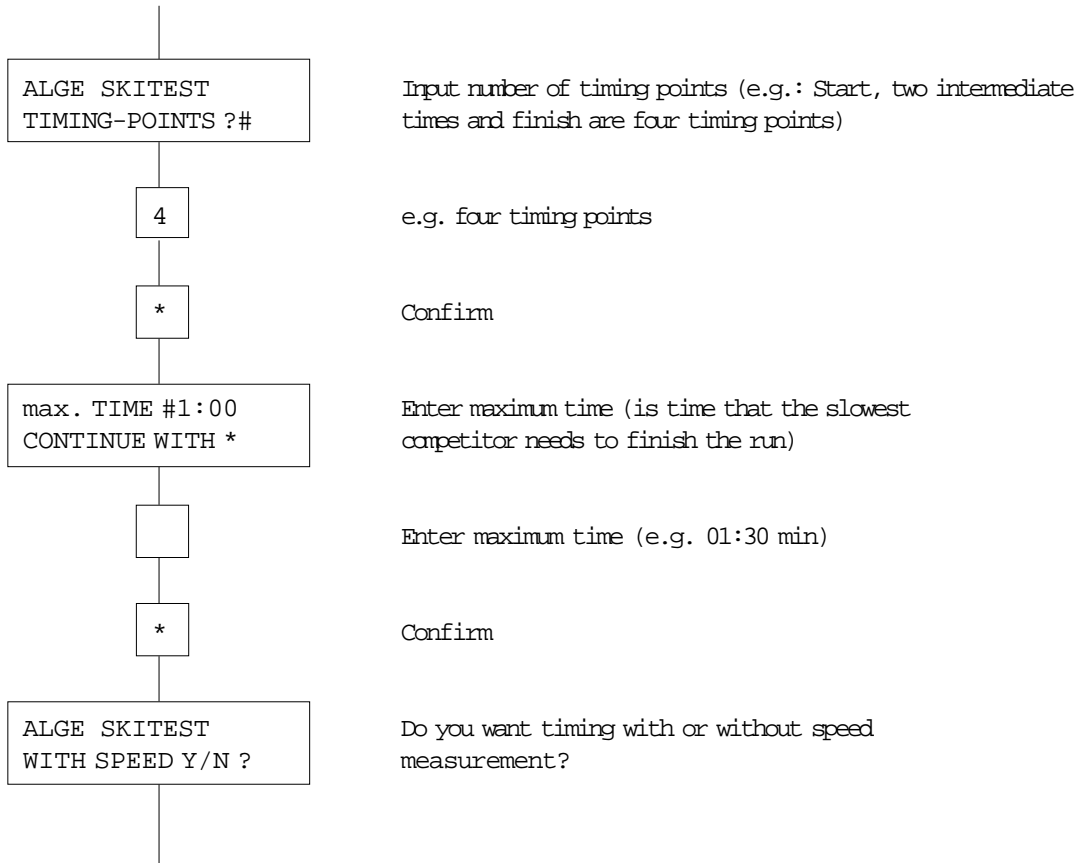 ALGE SKITEST
TIMING-POINTS ?#
Input number of timing points (e.g.: Start, two intermediate
times and finish are four timing points)
4
e.g. four timing points
*
Confirm
max. TIME #1:00
CONTINUE WITH *
Enter maximum time (is time that the slowest
competitor needs to finish the run)
Enter maximum time (e.g. 01:30 min)
*
Confirm
ALGE SKITEST
WITH SPEED Y/N ?
Do you want timing with or without speed
measurement?